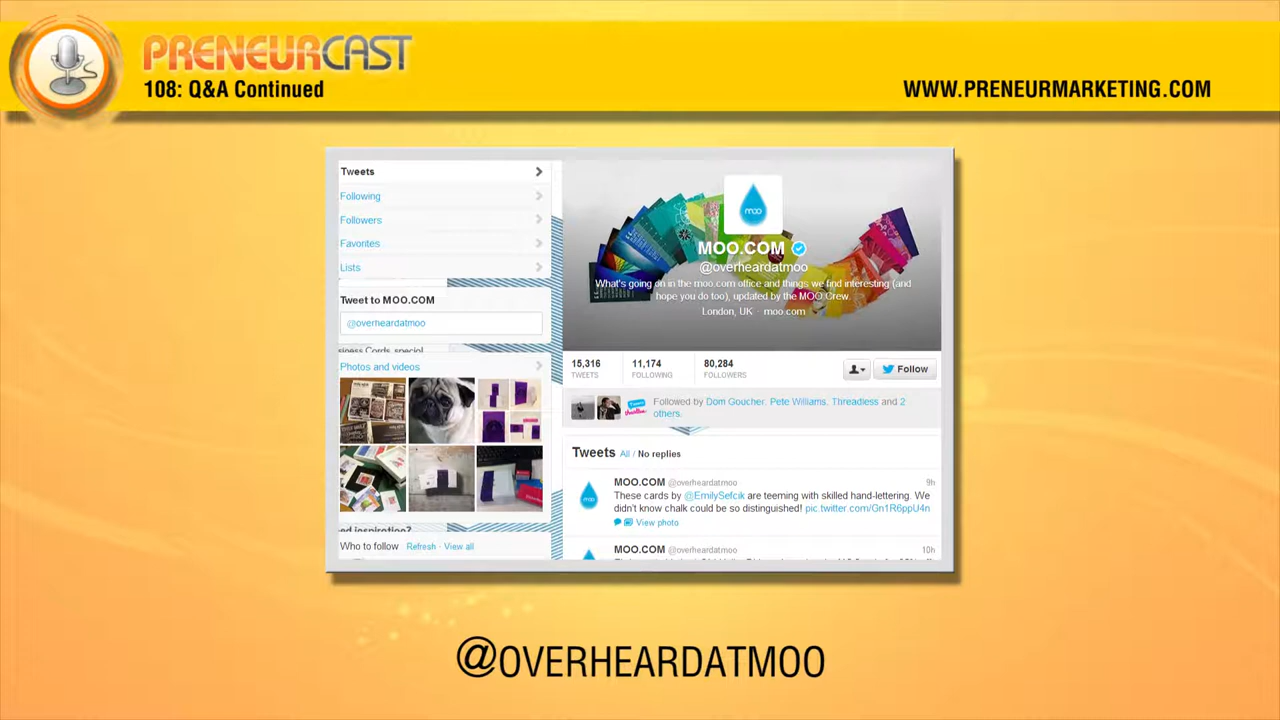 PRENEURCAST
108: Q&A Continued
WWW.PRENEURMARKETING.COM
Tweets
Following
Followers
Favorites
Lists
Tweet to MOO.COM
@overheardatmoo
Photos and videos
Who to follow Refresh · View all
moo
MOO.COM
@overheardatmoo
What's going on in the moo.com office and things we find interesting (and
hope you do too), updated by the MOO Crew.
London, UK · moo.com
15,316 11,174 80,284
TWEETS FOLLOWING FOLLOWERS
Follow
Followed by Dom Goucher, Pete Williams, Threadless and 2
others.
Tweets All / No replies
MOO.COM @overheardatmoo 9h
These cards by @EmilySefcik are teeming with skilled hand-lettering. We
didn't know chalk could be so distinguished! pic.twitter.com/Gn1R6ppU4n
View photo
MOO.COM @overheardatmoo 10h
@OVERHEARDATMOO